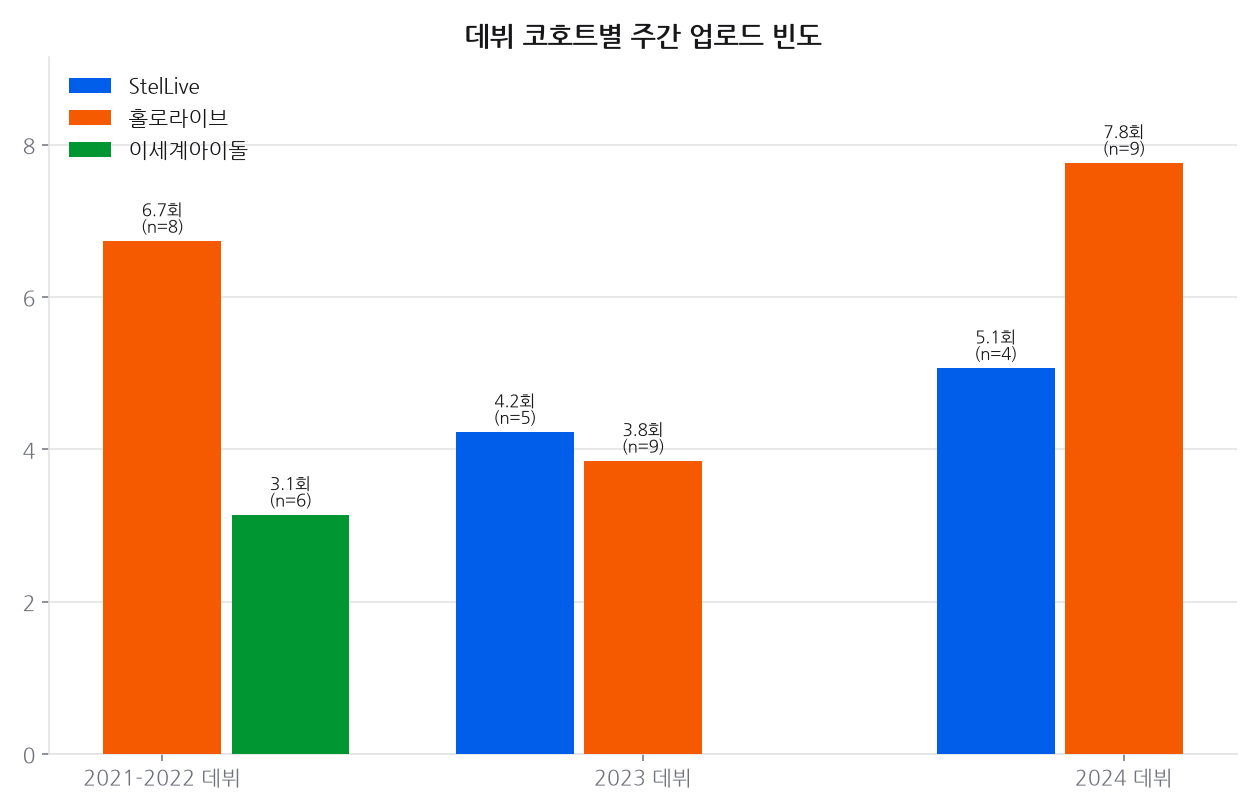 데뷔 코호트별 주간 업로드 빈도
StelLive
홀로라이브
이세계아이돌
8
6
4
2
0
6.7회
(n=8)
3.1회
(n=6)
4.2회
(n=5)
3.8회
(n=9)
5.1회
(n=4)
7.8회
(n=9)
2021-2022 데뷔
2023 데뷔
2024 데뷔